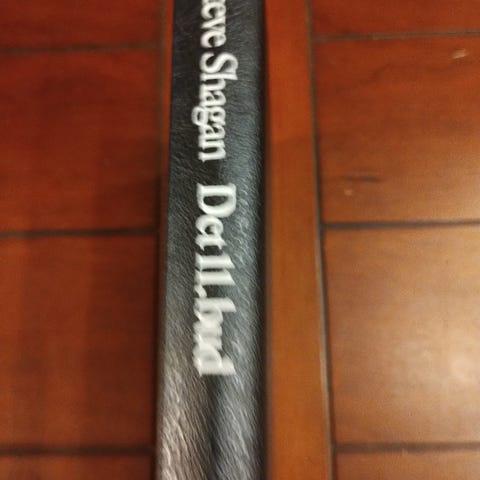 teve Shagan Det 11. bud